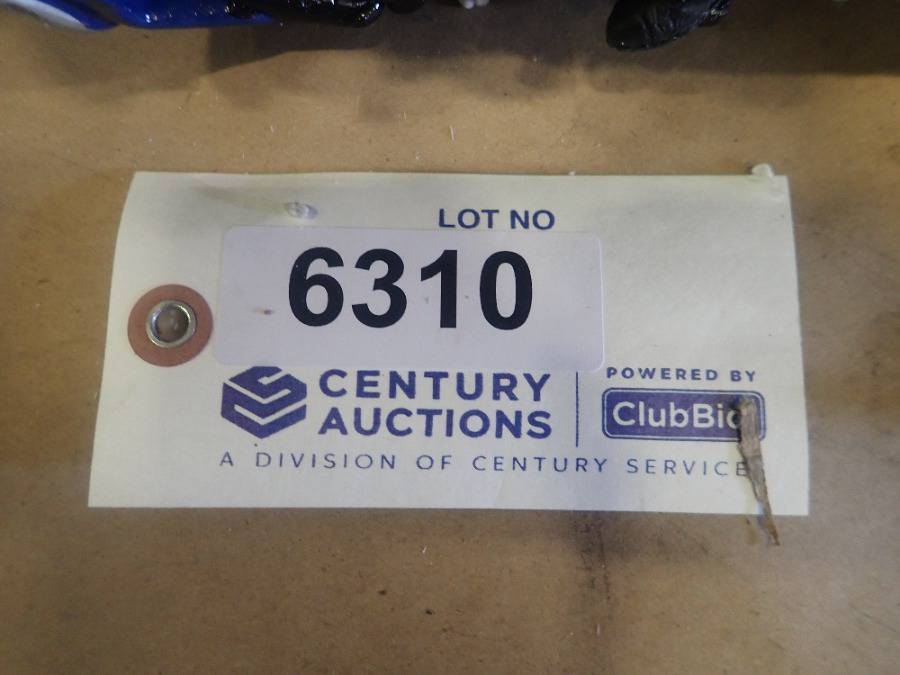 LOT NO
6310
CENTURY
AUCTIONS
POWERED BY
ClubBid
A DIVISION OF CENTURY SERVICE